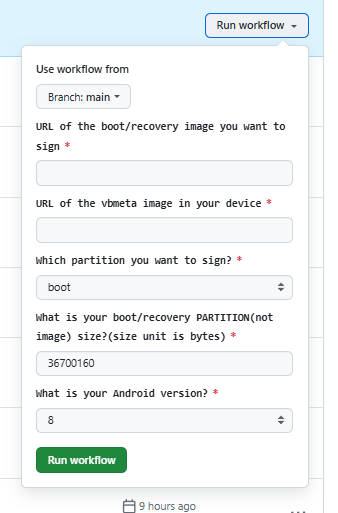 Run workflow
Use workflow from
Branch: main
URL of the boot/recovery image you want to
sign *
URL of the vbmeta image in your device *
Which partition you want to sign? *
boot
What is your boot/recovery PARTITION(not
image) size?(size unit is bytes) *
36700160
What is your Android version? *
8
Run workflow
9 hours ago